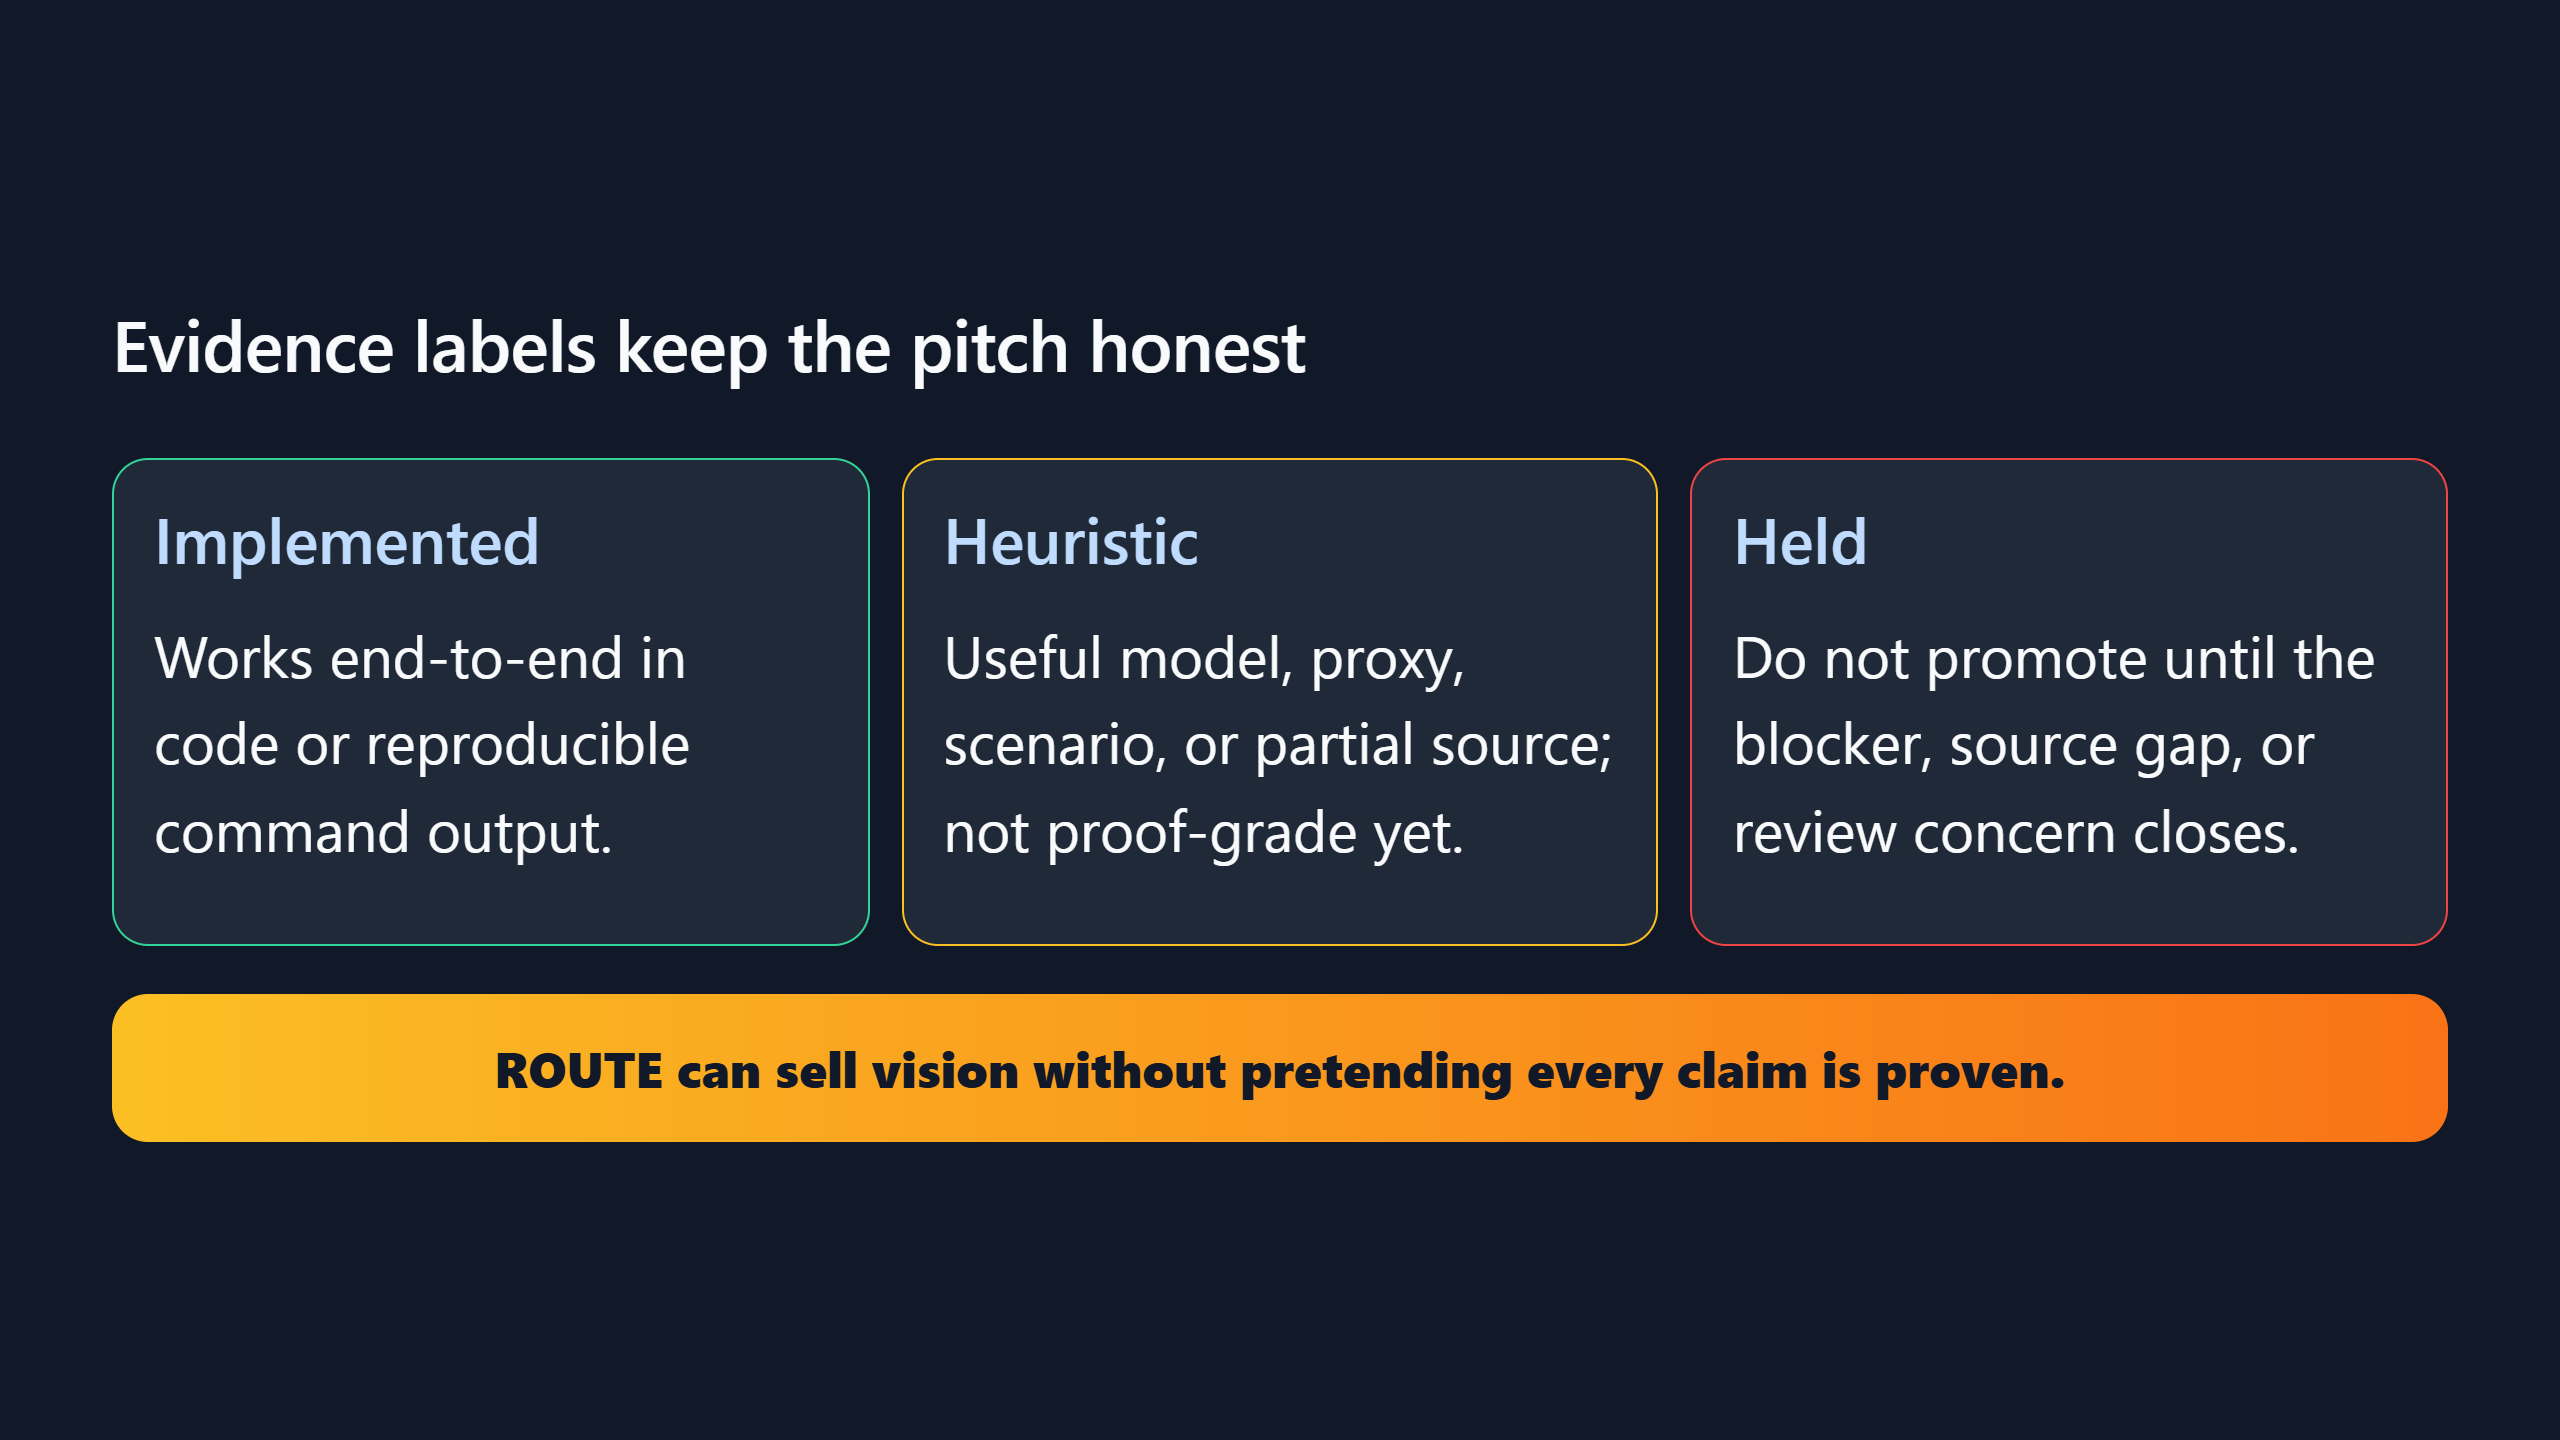 Evidence labels keep the pitch honest
Implemented
Works end-to-end in
code or reproducible
command output.
Heuristic
Useful model, proxy,
scenario, or partial source;
not proof-grade yet.
Held
Do not promote until the
blocker, source gap, or
review concern closes.
ROUTE can sell vision without pretending every claim is proven.